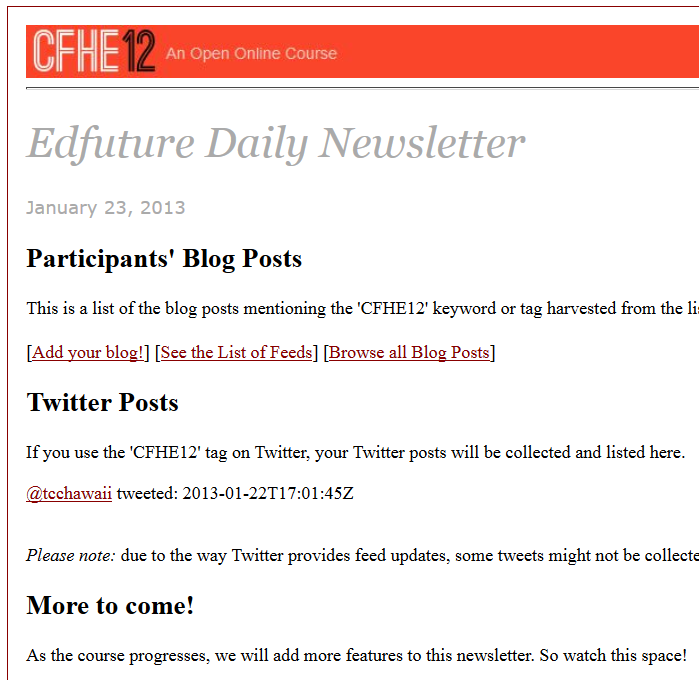 CFHE12 An Open Online Course
Edfuture Daily Newsletter
January 23, 2013
Participants' Blog Posts
This is a list of the blog posts mentioning the 'CFHE12' keyword or tag harvested from the
[Add your blog!] [See the List of Feeds] [Browse all Blog Posts]
Twitter Posts
If you use the 'CFHE12' tag on Twitter, your Twitter posts will be collected and listed here.
@tcchawaii tweeted: 2013-01-22T17:01:45Z
Please note: due to the way Twitter provides feed updates, some tweets might not be
More to come!
As the course progresses, we will add more features to this newsletter. So watch this space!